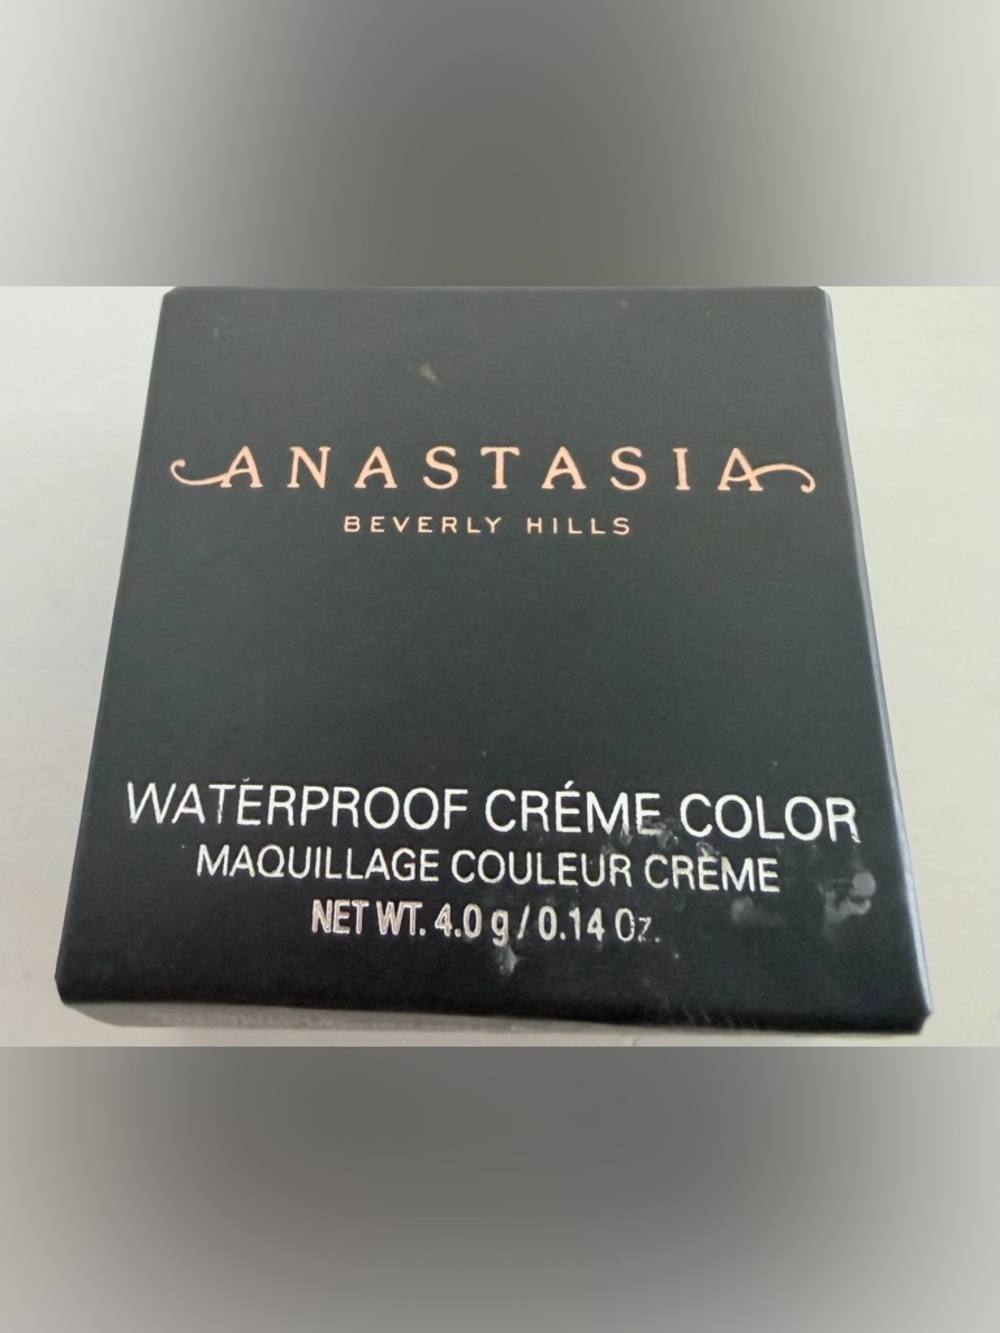 ANASTASIA
BEVERLY HILLS
WATERPROOF CRÉME COLOR
MAQUILLAGE COULEUR CRÈME
NET WT. 4.0 g / 0.14 Oz.